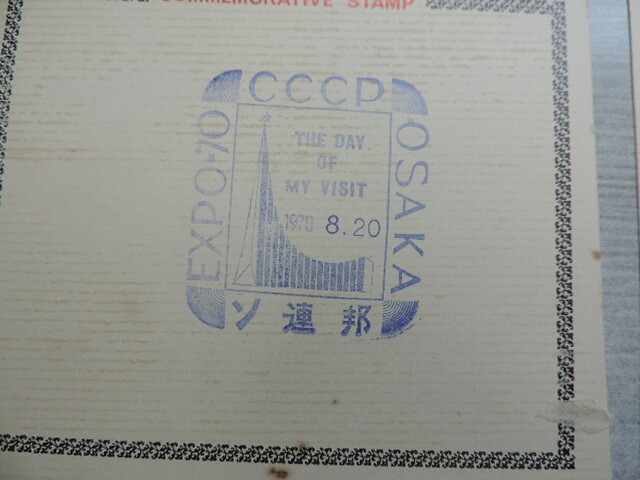 COMMEMORATIVE STAMP
CCCP
EXPO·70
OSAKA
THE DAY
OF
MY VISIT
1970 8.20
ソ連邦